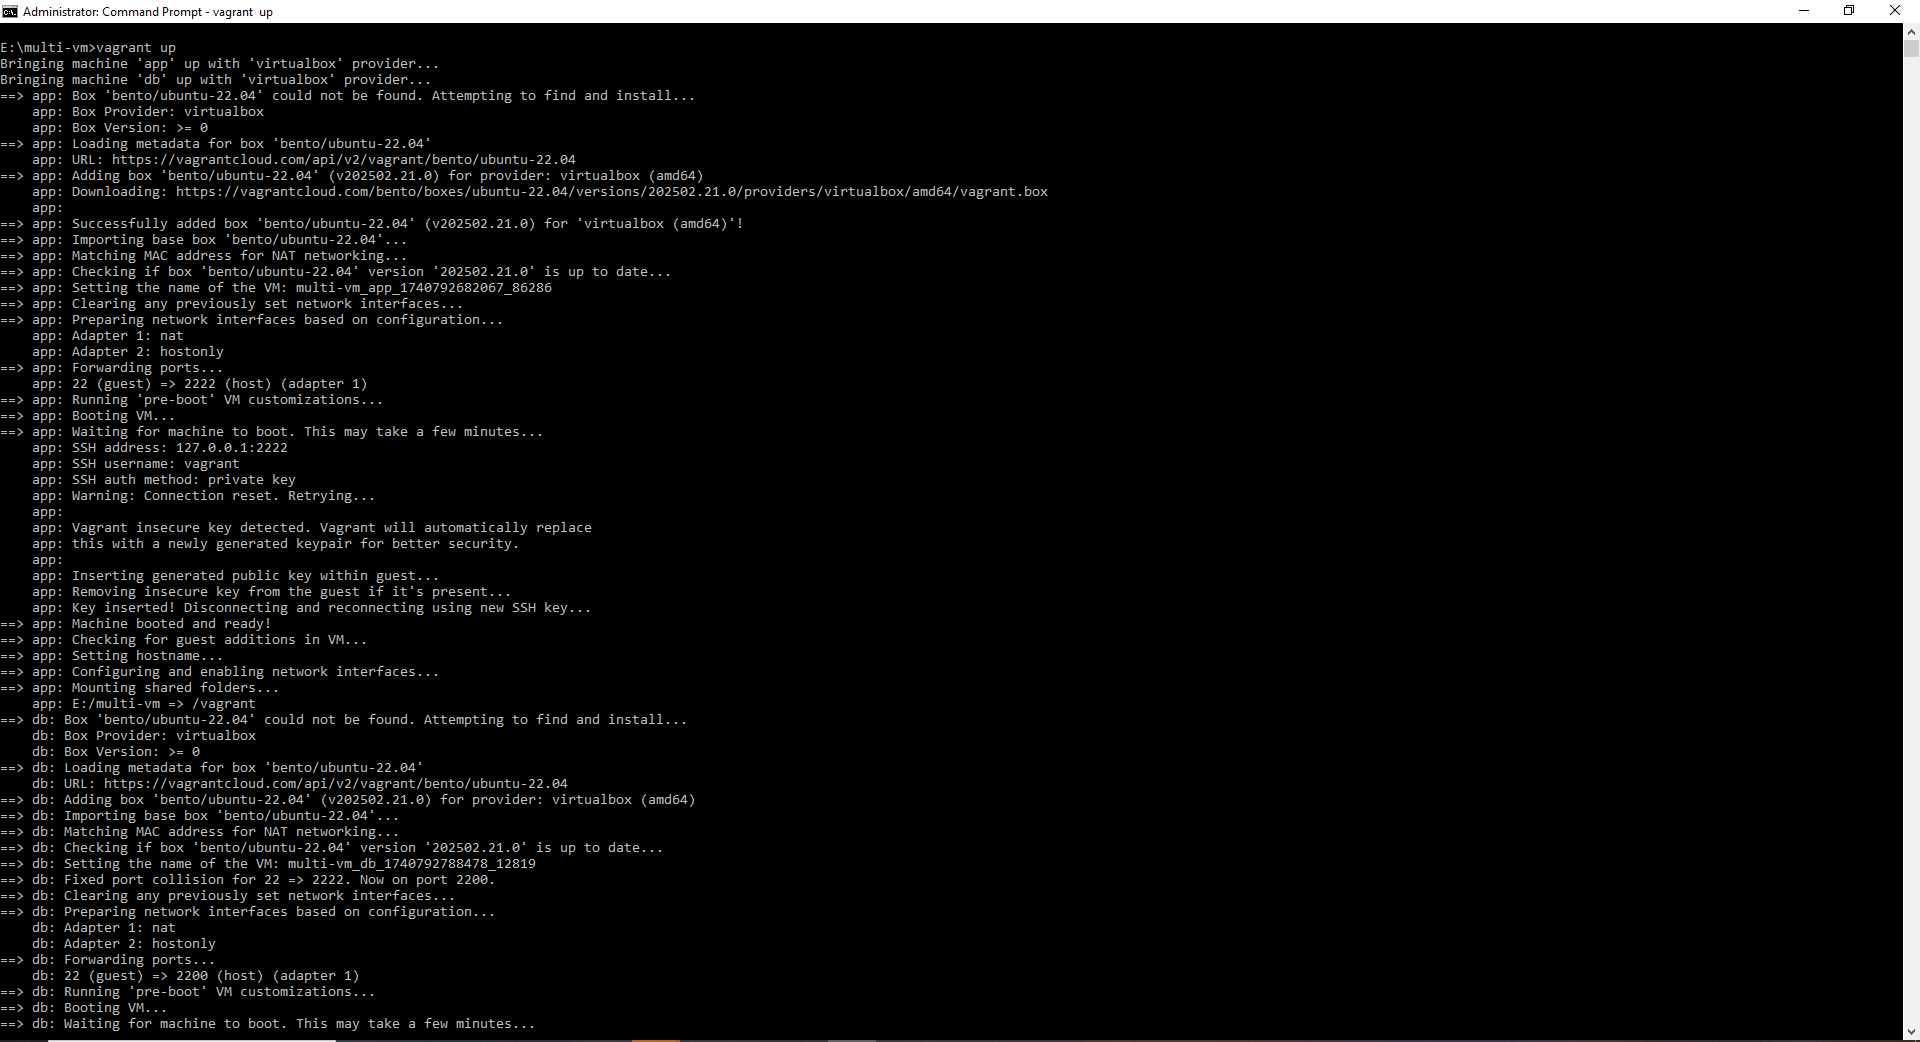 Administrator: Command Prompt - vagrant  up
E:\multi-vm>vagrant up
Bringing machine 'app' up with 'virtualbox' provider...
Bringing machine 'db' up with 'virtualbox' provider...
==> app: Box 'bento/ubuntu-22.04' could not be found. Attempting to find and install...
    app: Box Provider: virtualbox
    app: Box Version: >= 0
==> app: Loading metadata for box 'bento/ubuntu-22.04'
    app: URL: https://vagrantcloud.com/api/v2/vagrant/bento/ubuntu-22.04
==> app: Adding box 'bento/ubuntu-22.04' (v202502.21.0) for provider: virtualbox (amd64)
    app: Downloading: https://vagrantcloud.com/bento/boxes/ubuntu-22.04/versions/202502.21.0/providers/virtualbox/amd64/vagrant.box
    app:
==> app: Successfully added box 'bento/ubuntu-22.04' (v202502.21.0) for 'virtualbox (amd64)'!
==> app: Importing base box 'bento/ubuntu-22.04'...
==> app: Matching MAC address for NAT networking...
==> app: Checking if box 'bento/ubuntu-22.04' version '202502.21.0' is up to date...
==> app: Setting the name of the VM: multi-vm_app_1740792682067_86286
==> app: Clearing any previously set network interfaces...
==> app: Preparing network interfaces based on configuration...
    app: Adapter 1: nat
    app: Adapter 2: hostonly
==> app: Forwarding ports...
    app: 22 (guest) => 2222 (host) (adapter 1)
==> app: Running 'pre-boot' VM customizations...
==> app: Booting VM...
==> app: Waiting for machine to boot. This may take a few minutes...
    app: SSH address: 127.0.0.1:2222
    app: SSH username: vagrant
    app: SSH auth method: private key
    app: Warning: Connection reset. Retrying...
    app:
    app: Vagrant insecure key detected. Vagrant will automatically replace
    app: this with a newly generated keypair for better security.
    app:
    app: Inserting generated public key within guest...
    app: Removing insecure key from the guest if it's present...
    app: Key inserted! Disconnecting and reconnecting using new SSH key...
==> app: Machine booted and ready!
==> app: Checking for guest additions in VM...
==> app: Setting hostname...
==> app: Configuring and enabling network interfaces...
==> app: Mounting shared folders...
    app: E:/multi-vm => /vagrant
==> db: Box 'bento/ubuntu-22.04' could not be found. Attempting to find and install...
    db: Box Provider: virtualbox
    db: Box Version: >= 0
==> db: Loading metadata for box 'bento/ubuntu-22.04'
    db: URL: https://vagrantcloud.com/api/v2/vagrant/bento/ubuntu-22.04
==> db: Adding box 'bento/ubuntu-22.04' (v202502.21.0) for provider: virtualbox (amd64)
==> db: Importing base box 'bento/ubuntu-22.04'...
==> db: Matching MAC address for NAT networking...
==> db: Checking if box 'bento/ubuntu-22.04' version '202502.21.0' is up to date...
==> db: Setting the name of the VM: multi-vm_db_1740792788478_12819
==> db: Fixed port collision for 22 => 2222. Now on port 2200.
==> db: Clearing any previously set network interfaces...
==> db: Preparing network interfaces based on configuration...
    db: Adapter 1: nat
    db: Adapter 2: hostonly
==> db: Forwarding ports...
    db: 22 (guest) => 2200 (host) (adapter 1)
==> db: Running 'pre-boot' VM customizations...
==> db: Booting VM...
==> db: Waiting for machine to boot. This may take a few minutes...